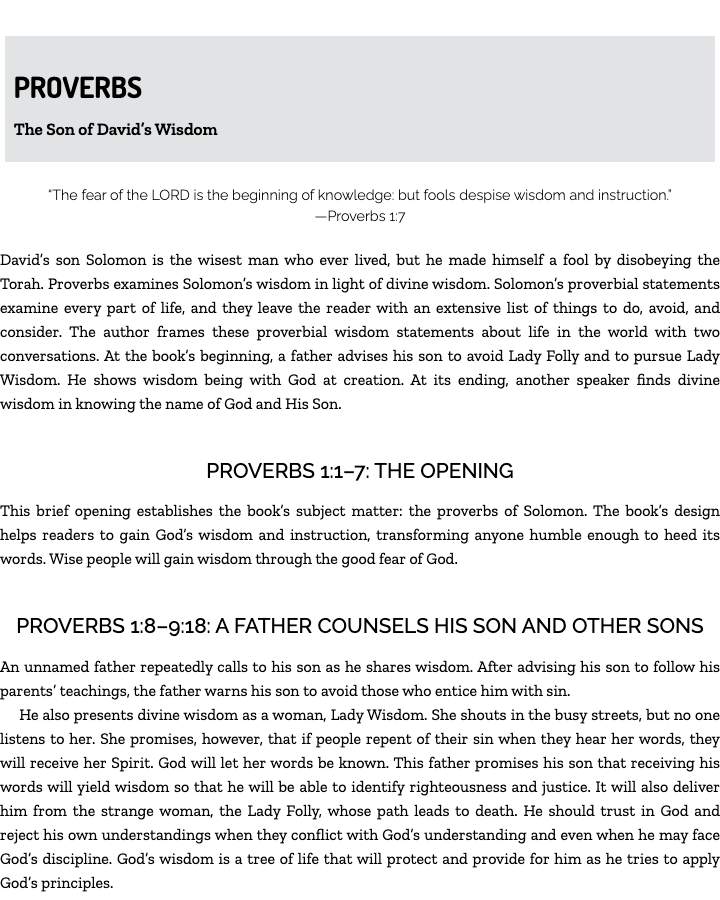 PROVERBS
The Son of David’s Wisdom
“The fear of the LORD is the beginning of knowledge: but fools despise wisdom and instruction.”
—Proverbs 1:7
David’s son Solomon is the wisest man who ever lived, but he made himself a fool by disobeying the
Torah. Proverbs examines Solomon’s wisdom in light of divine wisdom. Solomon’s proverbial statements
examine every part of life, and they leave the reader with an extensive list of things to do, avoid, and
consider. The author frames these proverbial wisdom statements about life in the world with two
conversations. At the book’s beginning, a father advises his son to avoid Lady Folly and to pursue Lady
Wisdom. He shows wisdom being with God at creation. At its ending, another speaker finds divine
wisdom in knowing the name of God and His Son.
PROVERBS 1:1–7: THE OPENING
This brief opening establishes the book’s subject matter: the proverbs of Solomon. The book’s design
helps readers to gain God’s wisdom and instruction, transforming anyone humble enough to heed its
words. Wise people will gain wisdom through the good fear of God.
PROVERBS 1:8–9:18: A FATHER COUNSELS HIS SON AND OTHER SONS
An unnamed father repeatedly calls to his son as he shares wisdom. After advising his son to follow his
parents’ teachings, the father warns his son to avoid those who entice him with sin.
He also presents divine wisdom as a woman, Lady Wisdom. She shouts in the busy streets, but no one
listens to her. She promises, however, that if people repent of their sin when they hear her words, they
will receive her Spirit. God will let her words be known. This father promises his son that receiving his
words will yield wisdom so that he will be able to identify righteousness and justice. It will also deliver
him from the strange woman, the Lady Folly, whose path leads to death. He should trust in God and
reject his own understandings when they conflict with God’s understanding and even when he may face
God’s discipline. God’s wisdom is a tree of life that will protect and provide for him as he tries to apply
God’s principles.